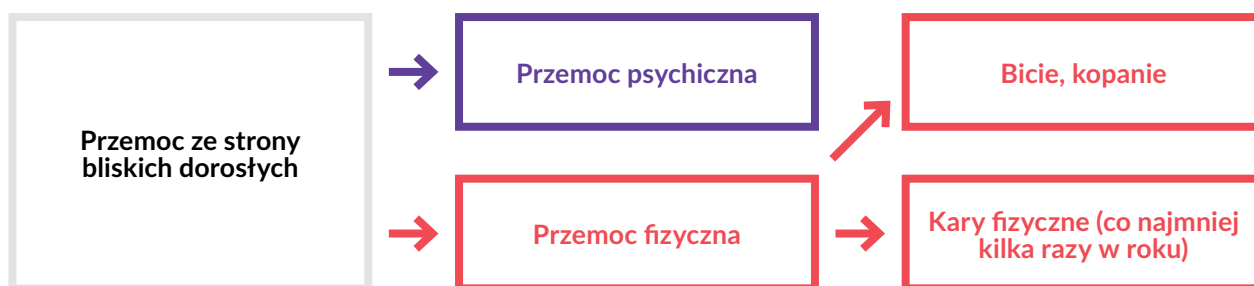 Przemoc ze strony
bliskich dorosłych
Przemoc psychiczna
Bicie, kopanie
Przemoc fizyczna
Kary fizyczne (co najmniej
kilka razy w roku)